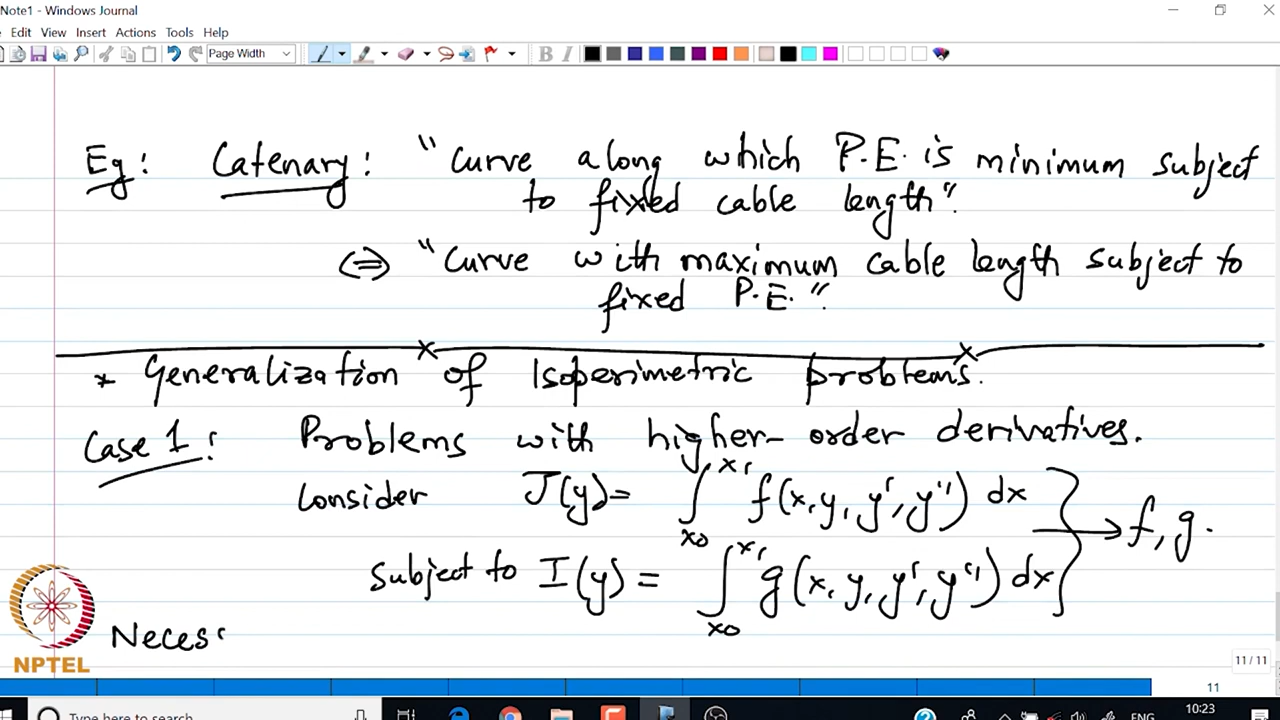 Note1 - Windows Journal
Edit View Insert Actions Tools Help
Page Width B I
Eg: Catenary: "Curve along which P.E. is minimum subject
to fixed cable length".
⇔ "Curve with maximum cable length subject to
fixed P.E."
* Generalization of Isoperimetric problems.
Case 1: Problems with higher-order derivatives.
Consider J(y) = ∫_{x0}^{x1} f(x, y, y', y'') dx
→ f, g.
subject to I(y) = ∫_{x0}^{x1} g(x, y, y', y'') dx
Necess
NPTEL
11 / 11
11
Type here to search
ENG
10:23